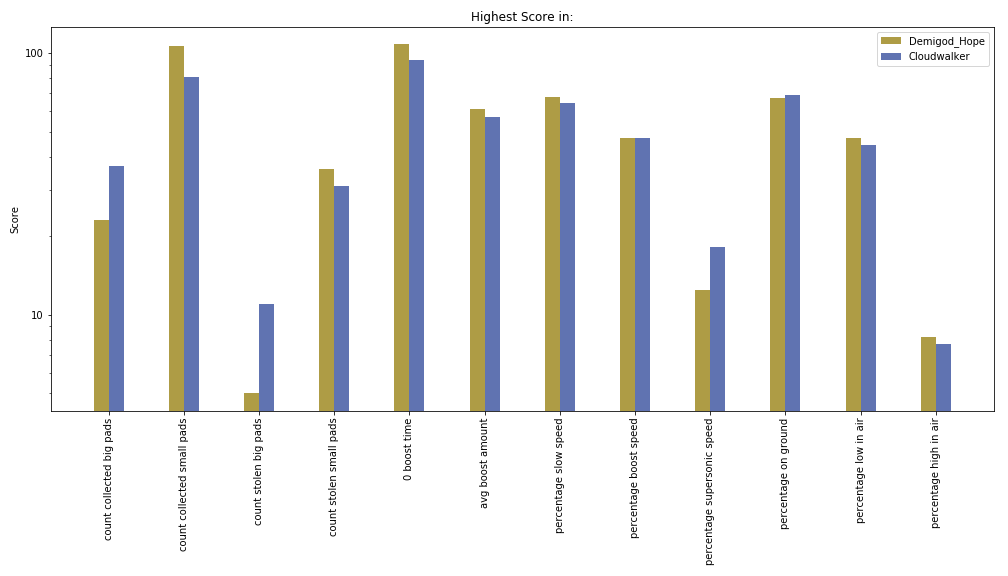 Highest Score in:
Demigod_Hope
Cloudwalker
Score
100
10
count collected big pads
count collected small pads
count stolen big pads
count stolen small pads
0 boost time
avg boost amount
percentage slow speed
percentage boost speed
percentage supersonic speed
percentage on ground
percentage low in air
percentage high in air